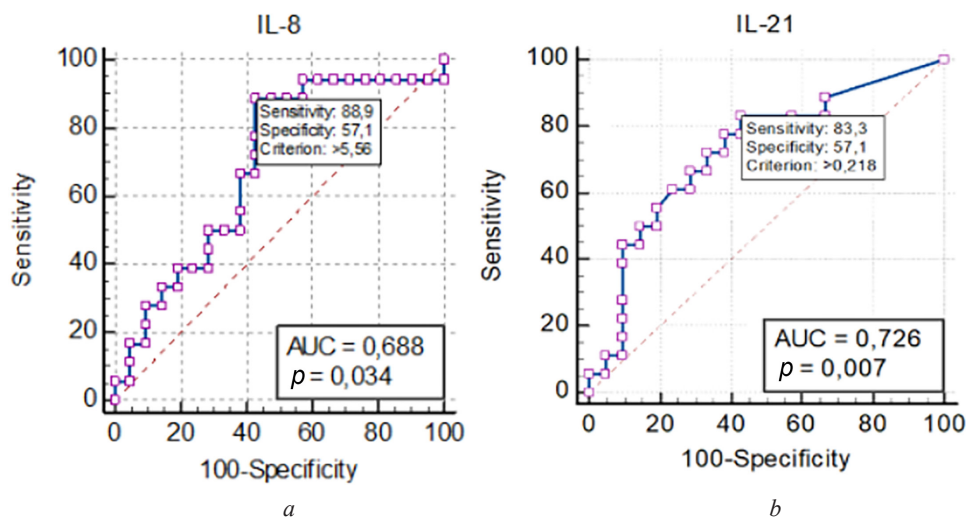 IL-8
100
80
60
40
20
0
Sensitivity
Sensitivity: 88,9
Specificity: 57,1
Criterion: >5,56
AUC = 0,688
p = 0,034
0 20 40 60 80 100
100-Specificity
a
IL-21
100
80
60
40
20
0
Sensitivity
Sensitivity: 83,3
Specificity: 57,1
Criterion: >0,218
AUC = 0,726
p = 0,007
0 20 40 60 80 100
100-Specificity
b